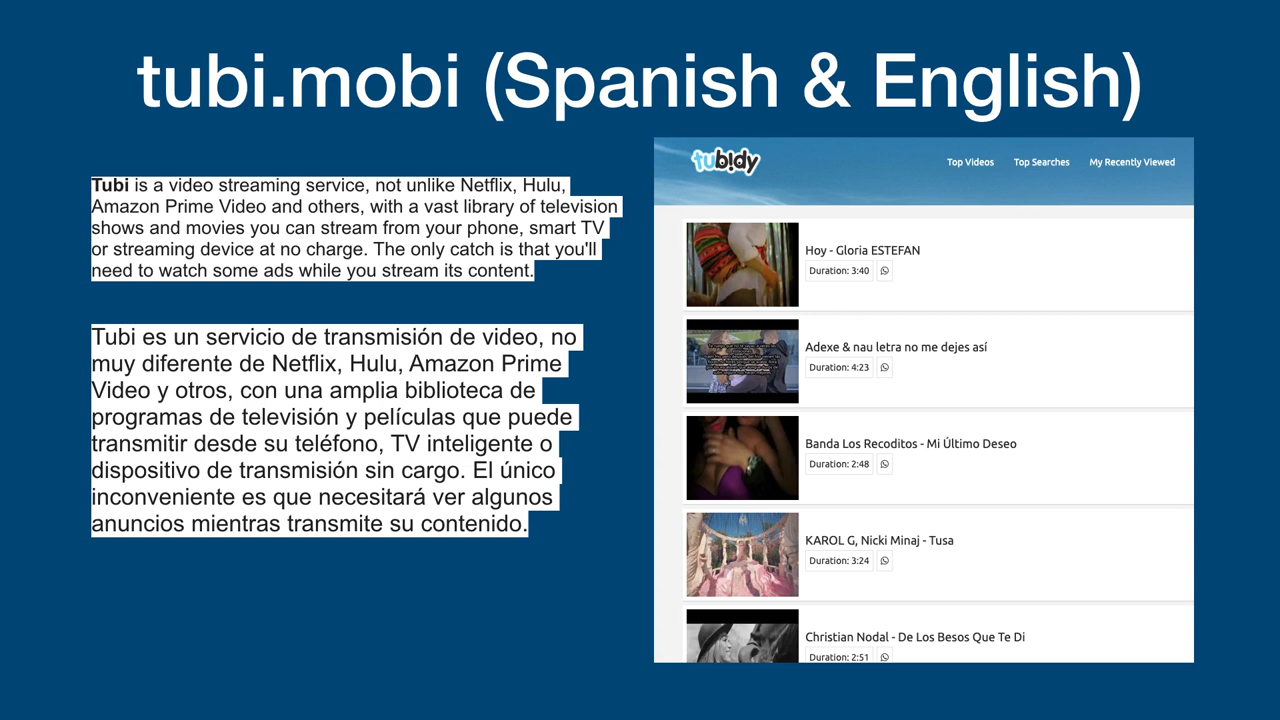 tubi.mobi (Spanish & English)
Tubi is a video streaming service, not unlike Netflix, Hulu,
Amazon Prime Video and others, with a vast library of television
shows and movies you can stream from your phone, smart TV
or streaming device at no charge. The only catch is that you'll
need to watch some ads while you stream its content.
Tubi es un servicio de transmisión de video, no
muy diferente de Netflix, Hulu, Amazon Prime
Video y otros, con una amplia biblioteca de
programas de televisión y películas que puede
transmitir desde su teléfono, TV inteligente o
dispositivo de transmisión sin cargo. El único
inconveniente es que necesitará ver algunos
anuncios mientras transmite su contenido.
tubidy
Top Videos Top Searches My Recently Viewed
Hoy - Gloria ESTEFAN
Duration: 3:40
Adexe & nau letra no me dejes así
Duration: 4:23
Banda Los Recoditos - Mi Último Deseo
Duration: 2:48
KAROL G, Nicki Minaj - Tusa
Duration: 3:24
Christian Nodal - De Los Besos Que Te Di
Duration: 2:51